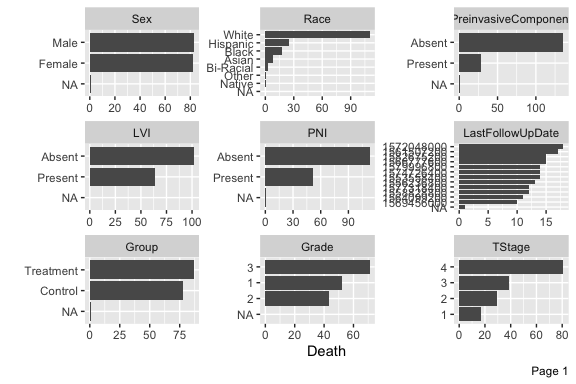 Sex
Male
Female
NA
0 20 40 60 80
Race
White
Hispanic
Black
Asian
Bi-Racial
Other
Native
NA
0 30 60 90
PreinvasiveComponen
Absent
Present
NA
0 50 100
LVI
Absent
Present
NA
0 25 50 75 100
PNI
Absent
Present
NA
0 30 60 90
LastFollowUpDate
1572048000
NA
0 5 10 15
Group
Treatment
Control
NA
0 25 50 75
Grade
3
1
2
NA
0 20 40 60
TStage
4
3
2
1
0 20 40 60 80
Death
Page 1